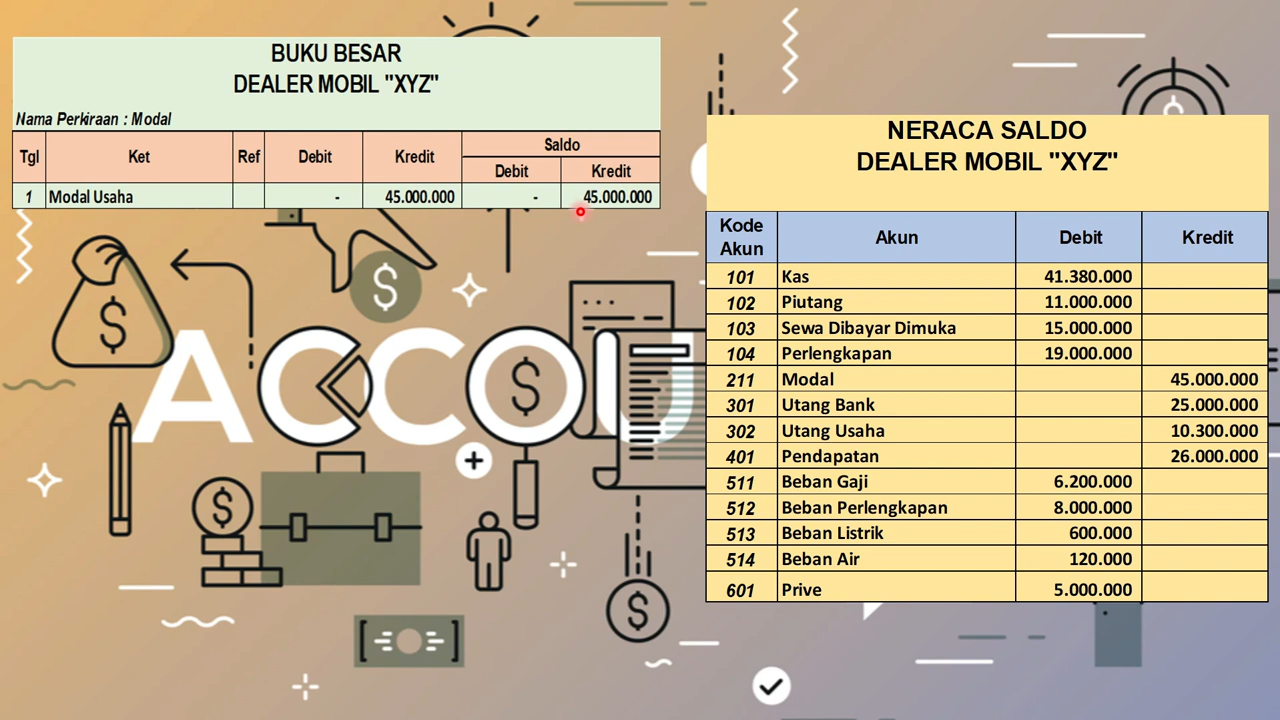 BUKU BESAR
DEALER MOBIL "XYZ"
Nama Perkiraan : Modal
Tgl Ket Ref Debit Kredit Saldo
Debit Kredit
1 Modal Usaha - 45.000.000 - 45.000.000
NERACA SALDO
DEALER MOBIL "XYZ"
Kode Akun Akun Debit Kredit
101 Kas 41.380.000
102 Piutang 11.000.000
103 Sewa Dibayar Dimuka 15.000.000
104 Perlengkapan 19.000.000
211 Modal 45.000.000
301 Utang Bank 25.000.000
302 Utang Usaha 10.300.000
401 Pendapatan 26.000.000
511 Beban Gaji 6.200.000
512 Beban Perlengkapan 8.000.000
513 Beban Listrik 600.000
514 Beban Air 120.000
601 Prive 5.000.000
ACCOU